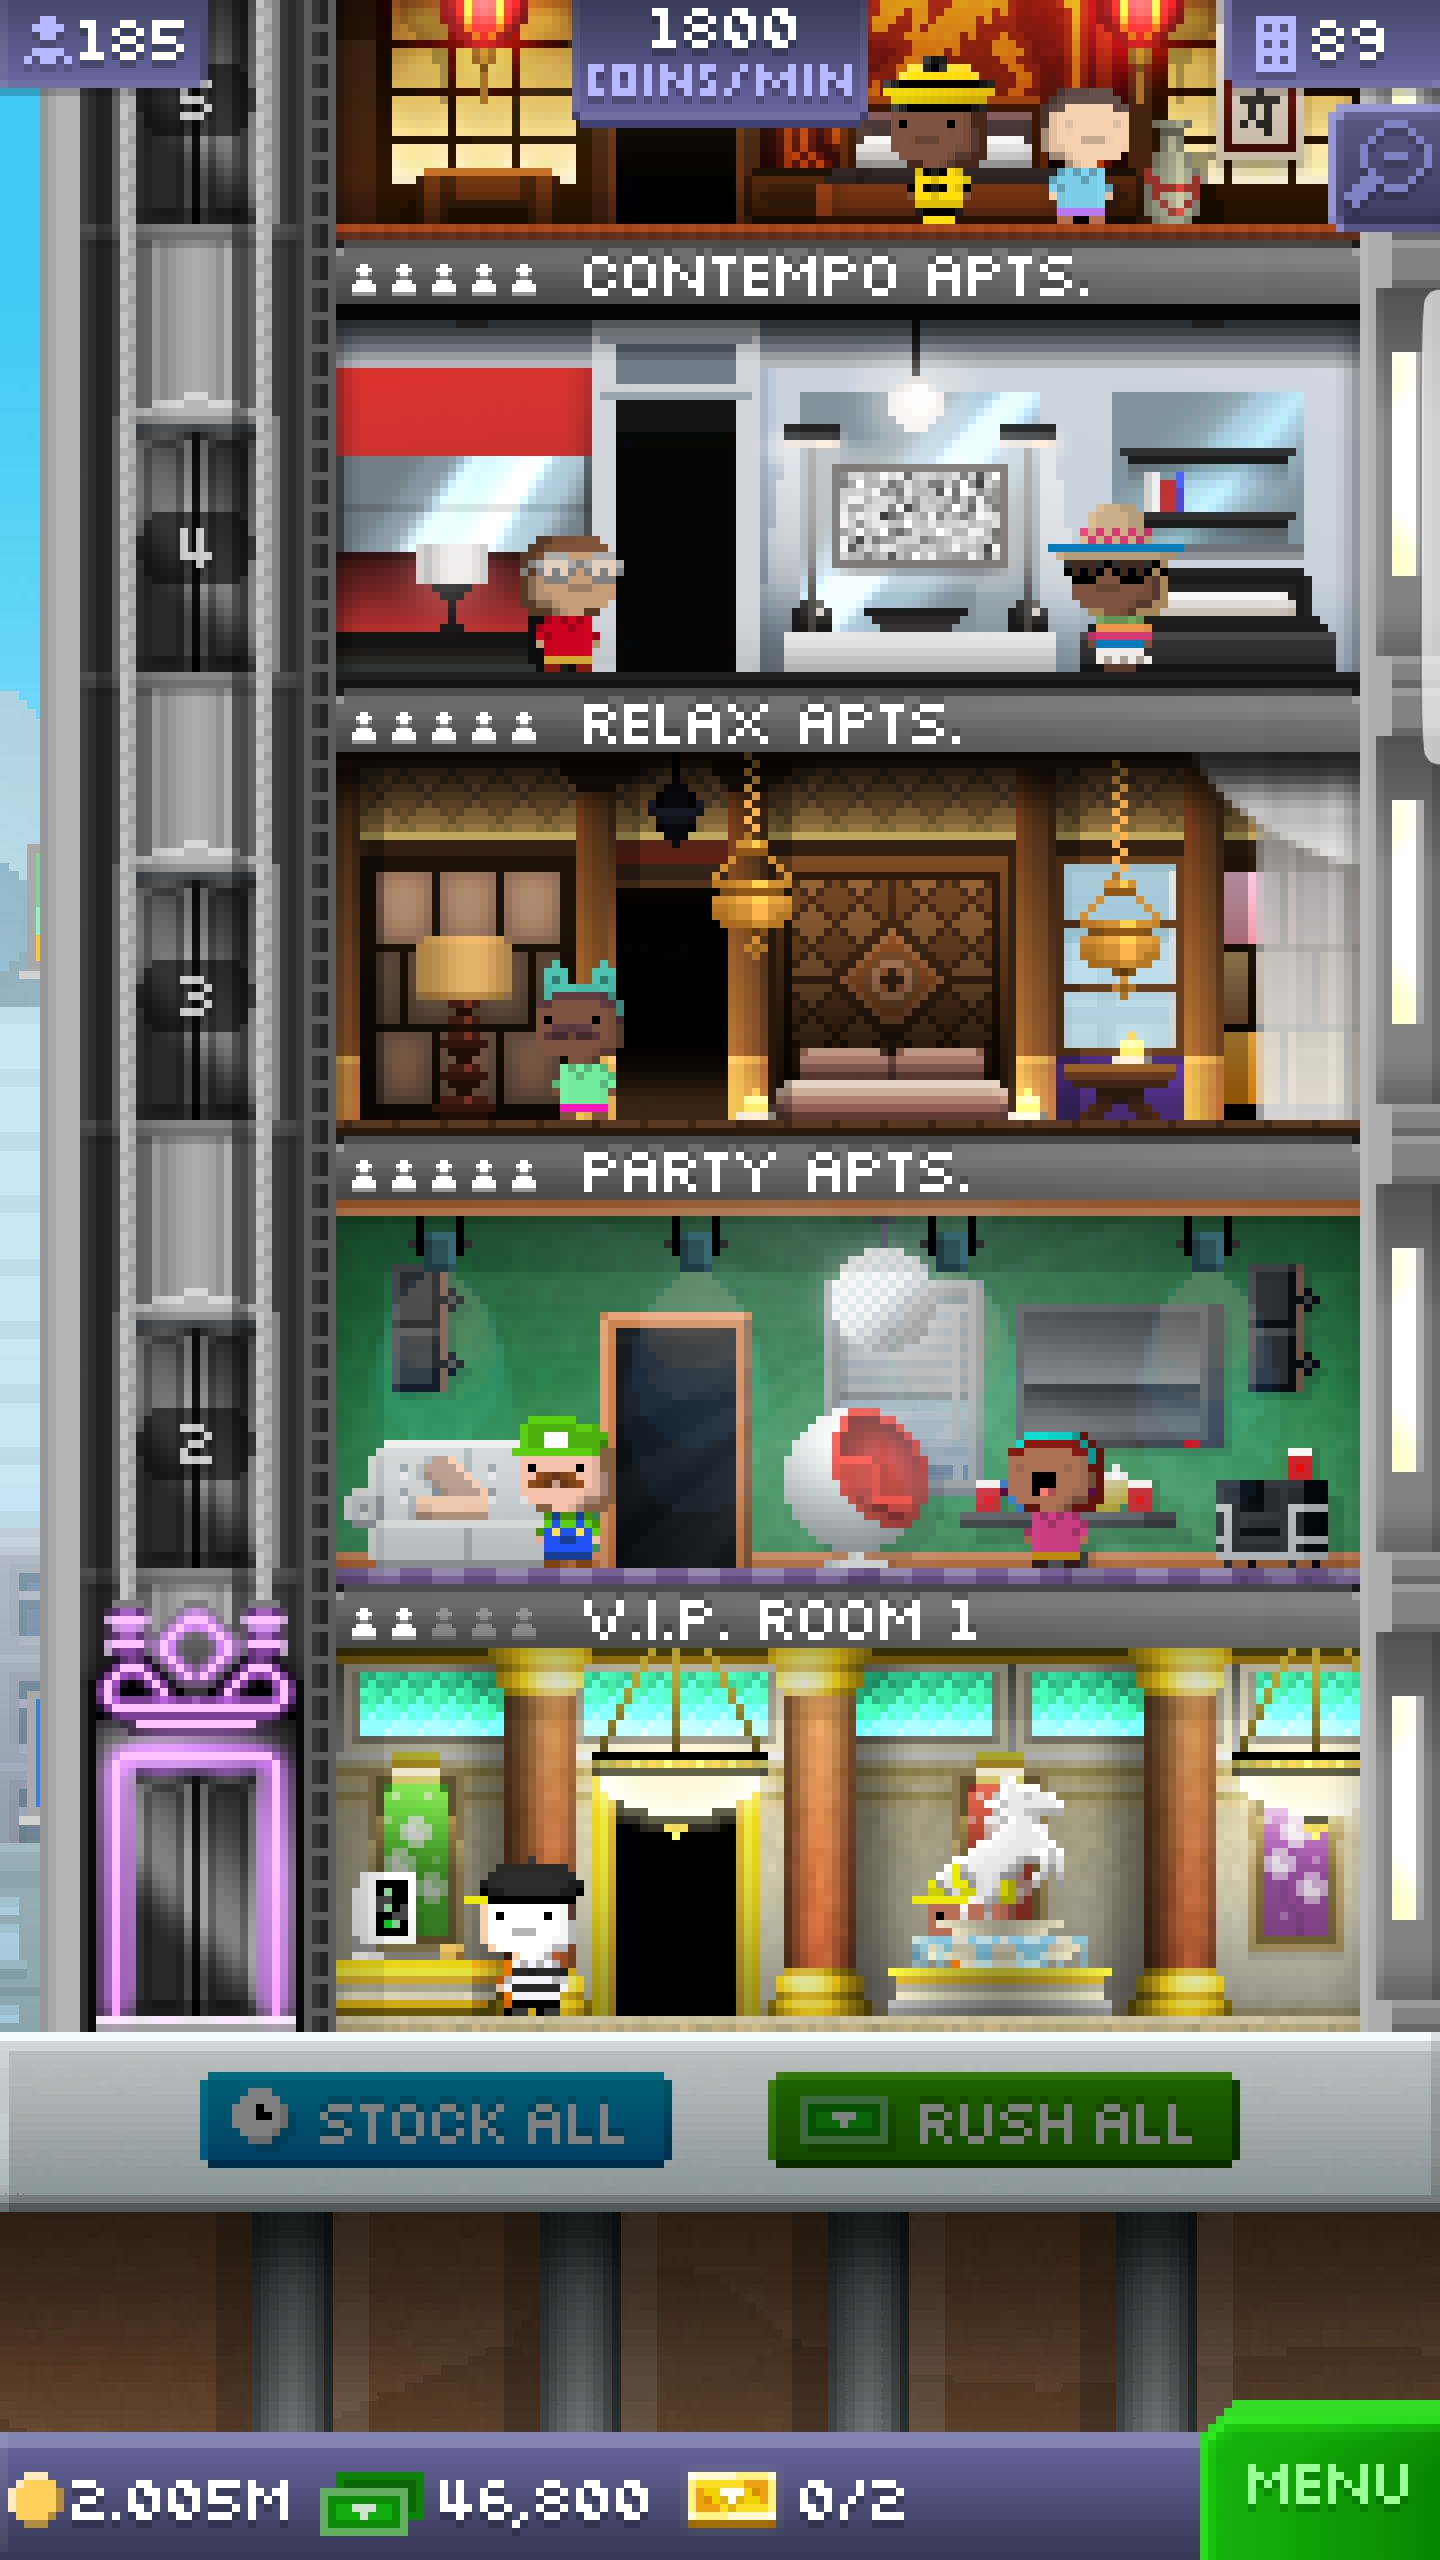 185
1800
COINS/MIN
89
5
CONTEMPO APTS.
4
RELAX APTS.
3
PARTY APTS.
2
V.I.P. ROOM 1
STOCK ALL
RUSH ALL
2.005M
46,800
0/2
MENU